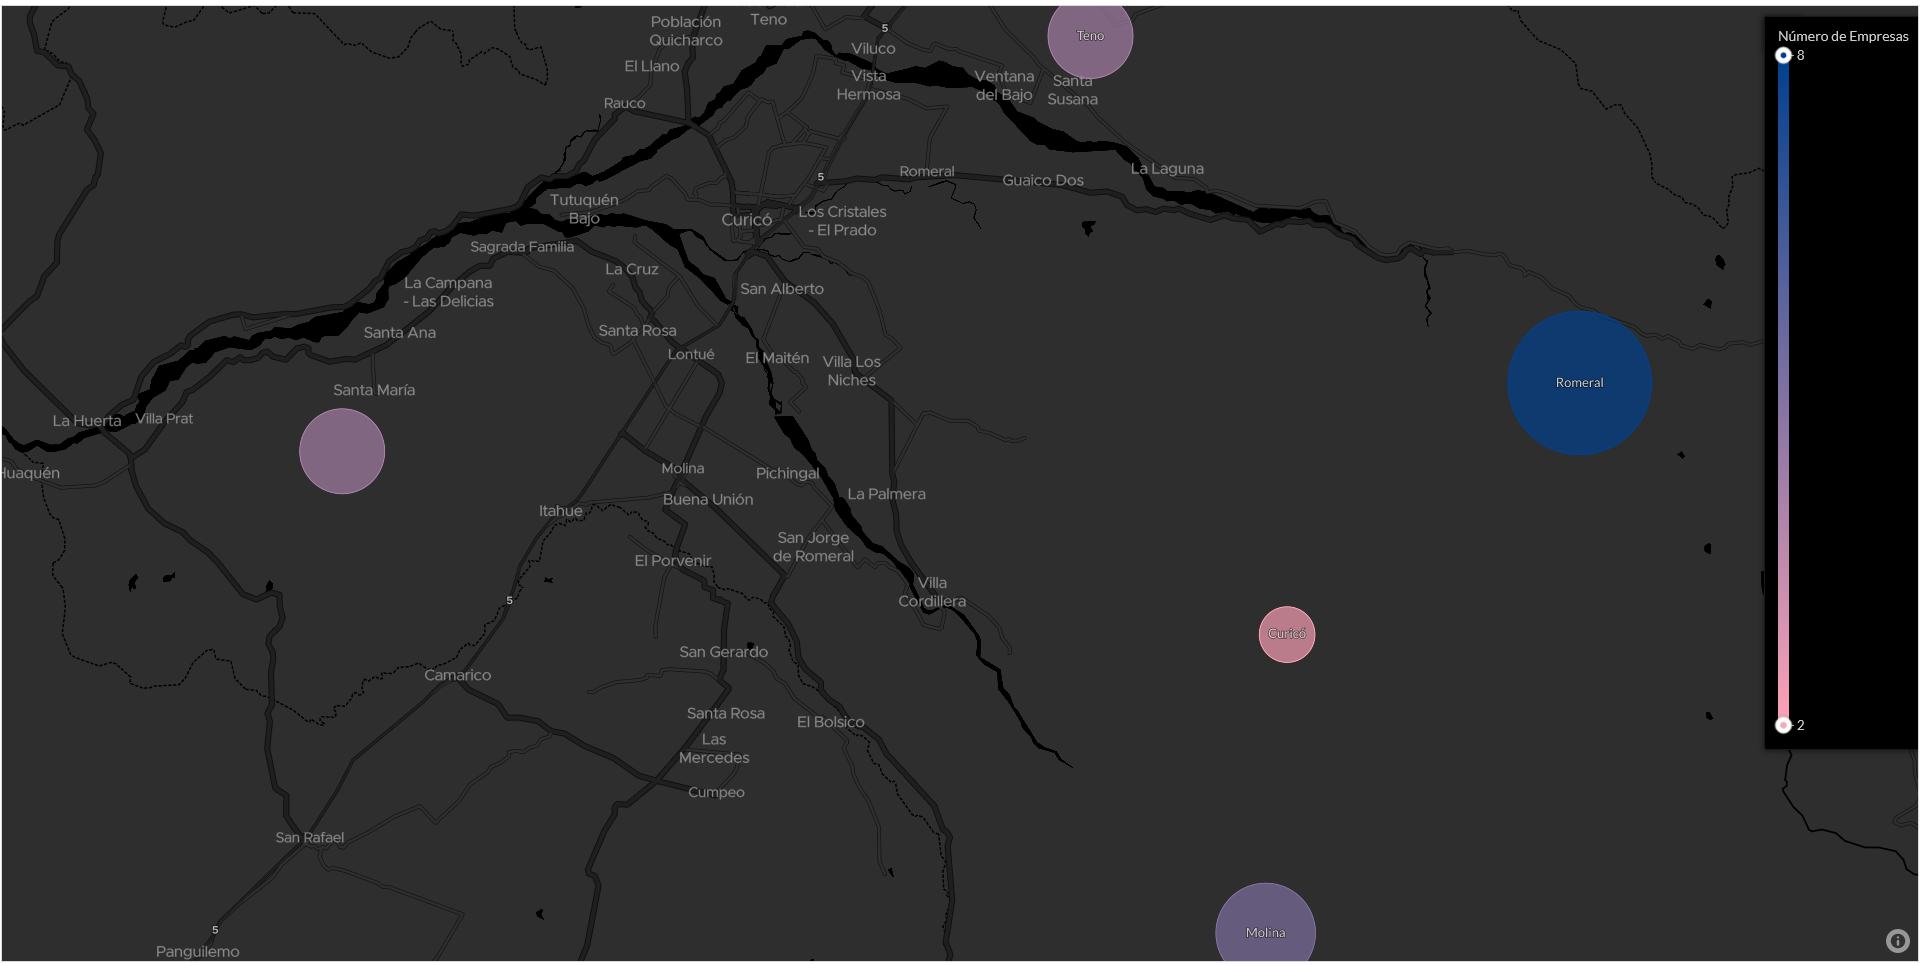 Población
Quicharco
Teno
5
Teno
Número de Empresas
8
Viluco
El Llano
Vista
Hermosa
Ventana
del Bajo
Santa
Susana
Rauco
5
Romeral
Guaico Dos
La Laguna
Tutuquén
Bajo
Curicó
Los Cristales
- El Prado
Sagrada Familia
La Cruz
La Campana
- Las Delicias
San Alberto
Santa Ana
Santa Rosa
Lontué
El Maitén
Villa Los
Niches
Romeral
Santa María
La Huerta
Villa Prat
Huaquén
Molina
Pichingal
Buena Unión
La Palmera
Itahue
San Jorge
de Romeral
El Porvenir
Villa
Cordillera
5
Curicó
San Gerardo
Camarico
Santa Rosa
El Bolsico
2
Las
Mercedes
Cumpeo
San Rafael
5
Molina
Panguilemo